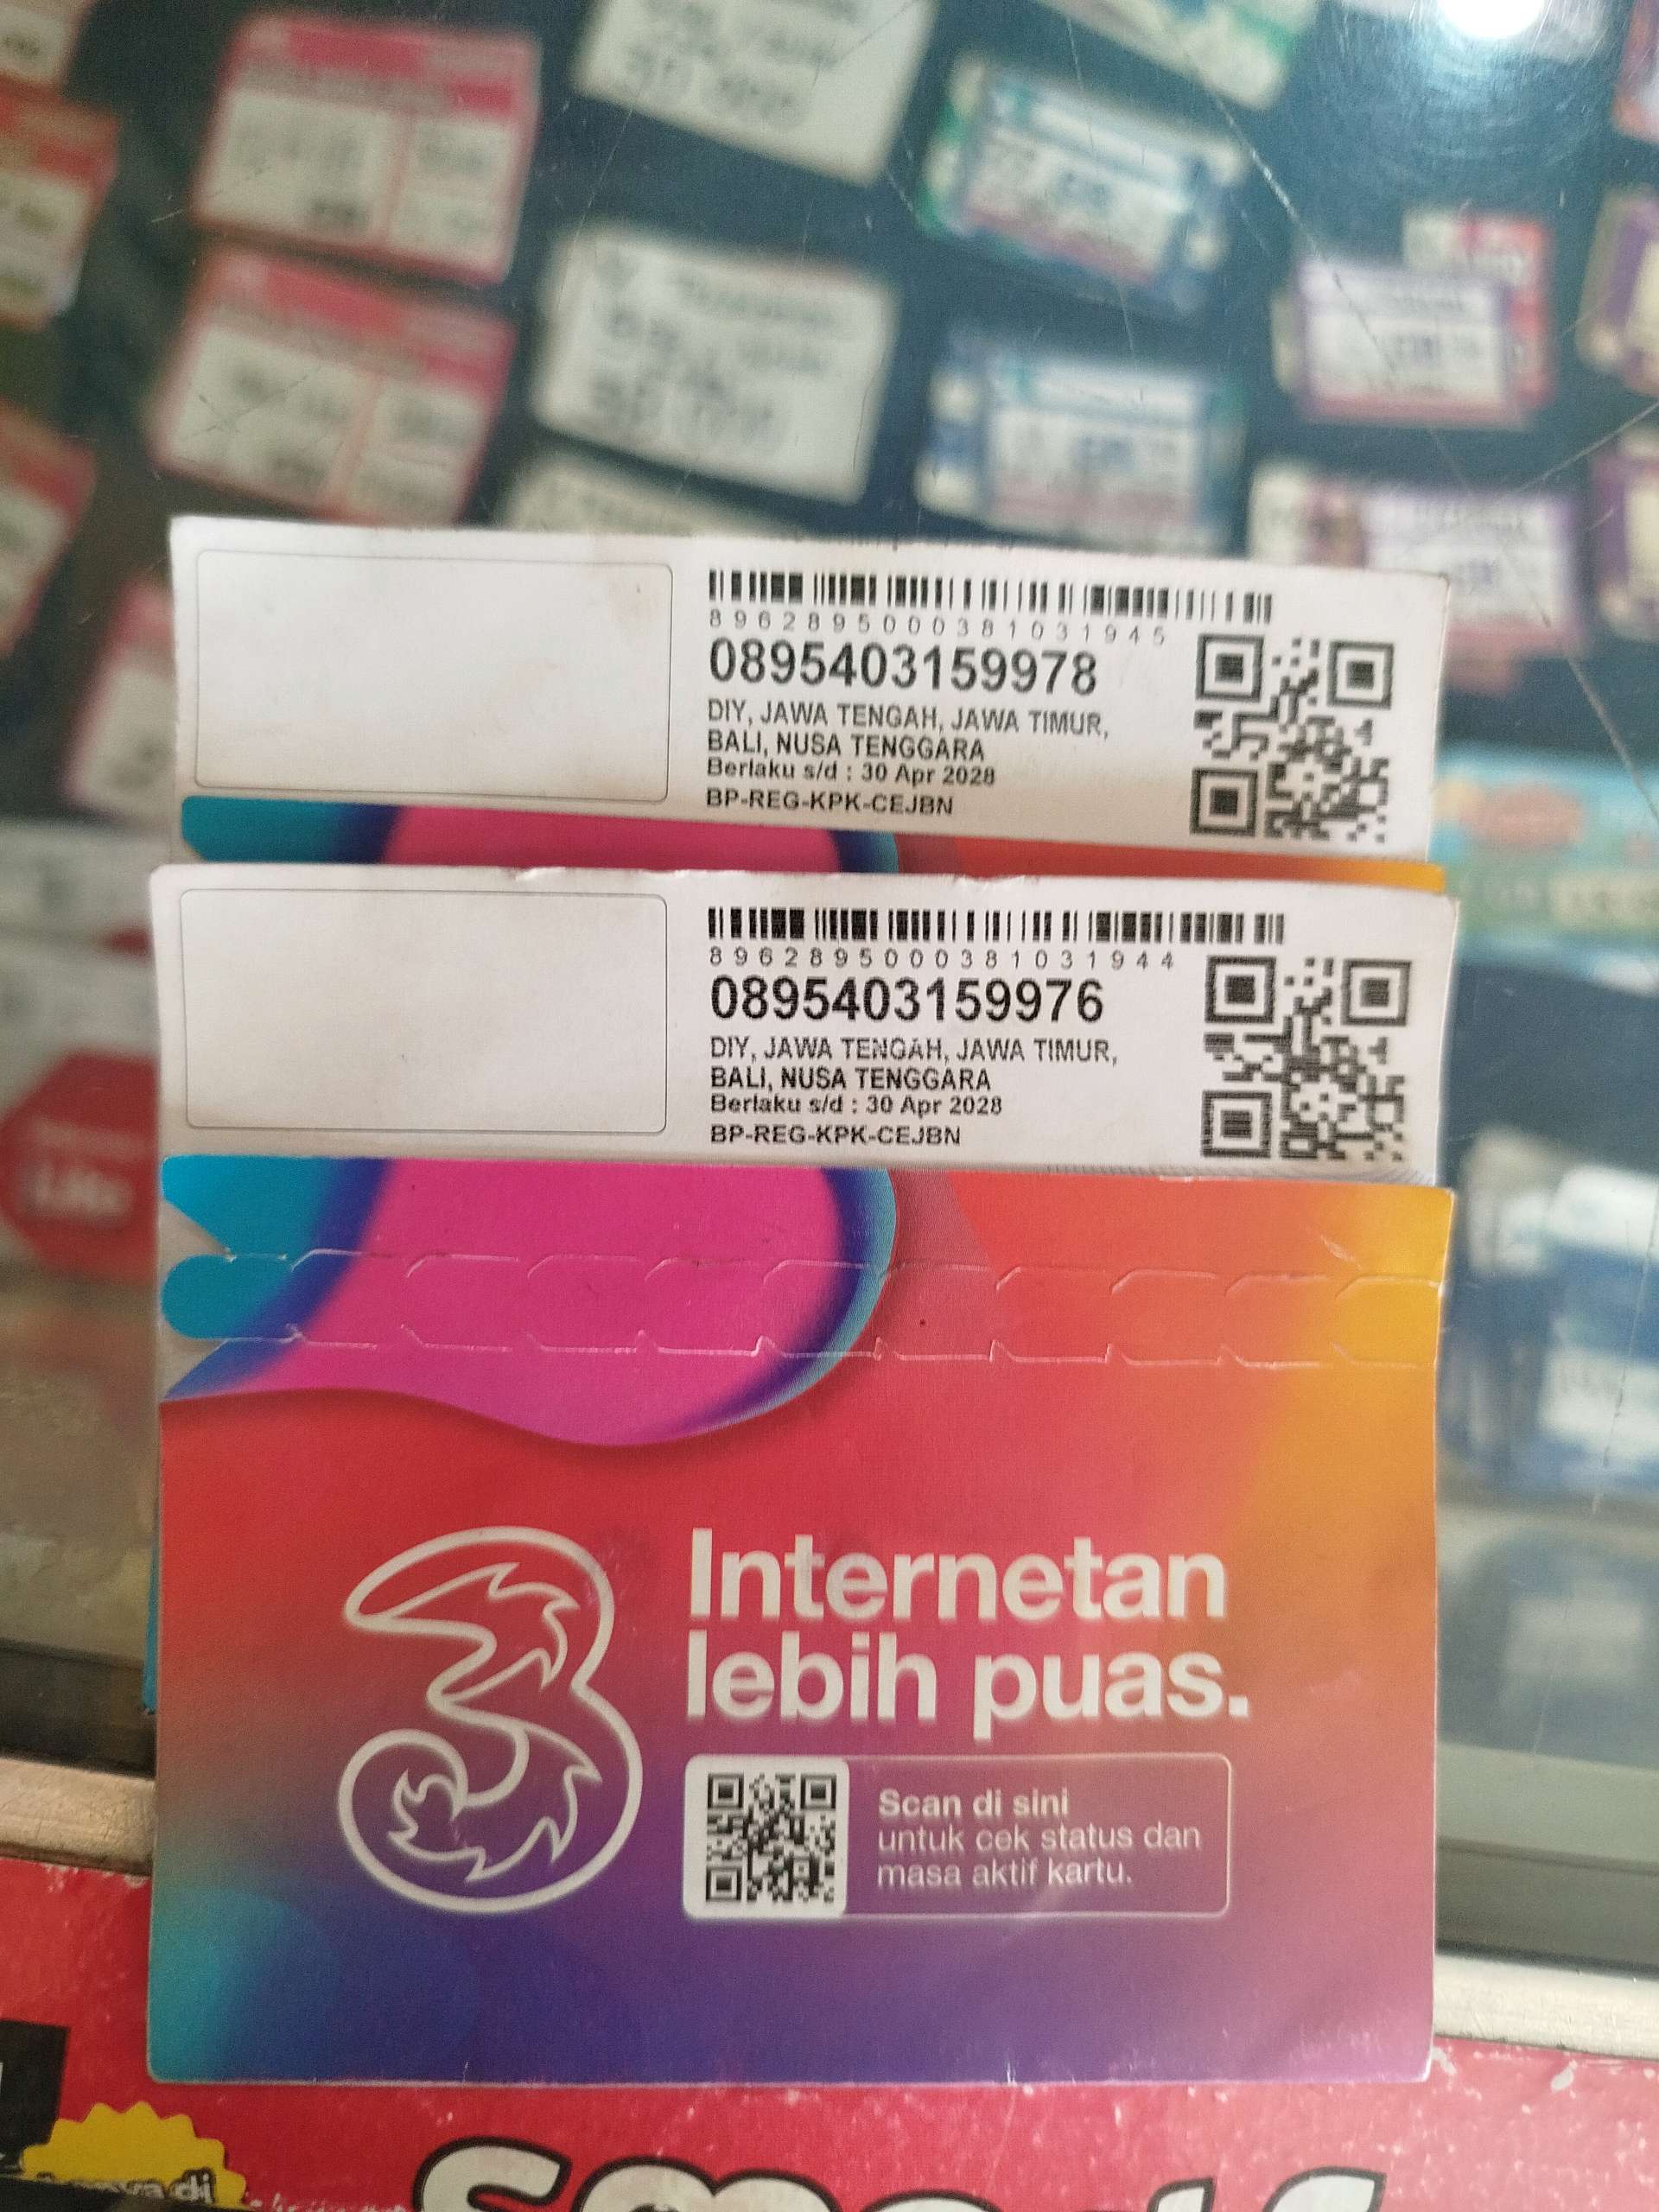 8962895000381031945
0895403159978
DIY, JAWA TENGAH, JAWA TIMUR,
BALI, NUSA TENGGARA
Berlaku s/d : 30 Apr 2028
BP-REG-KPK-CEJBN
8962895000381031944
0895403159976
DIY, JAWA TENGAH, JAWA TIMUR,
BALI, NUSA TENGGARA
Berlaku s/d : 30 Apr 2028
BP-REG-KPK-CEJBN
3
Internetan
lebih puas.
Scan di sini
untuk cek status dan
masa aktif kartu.